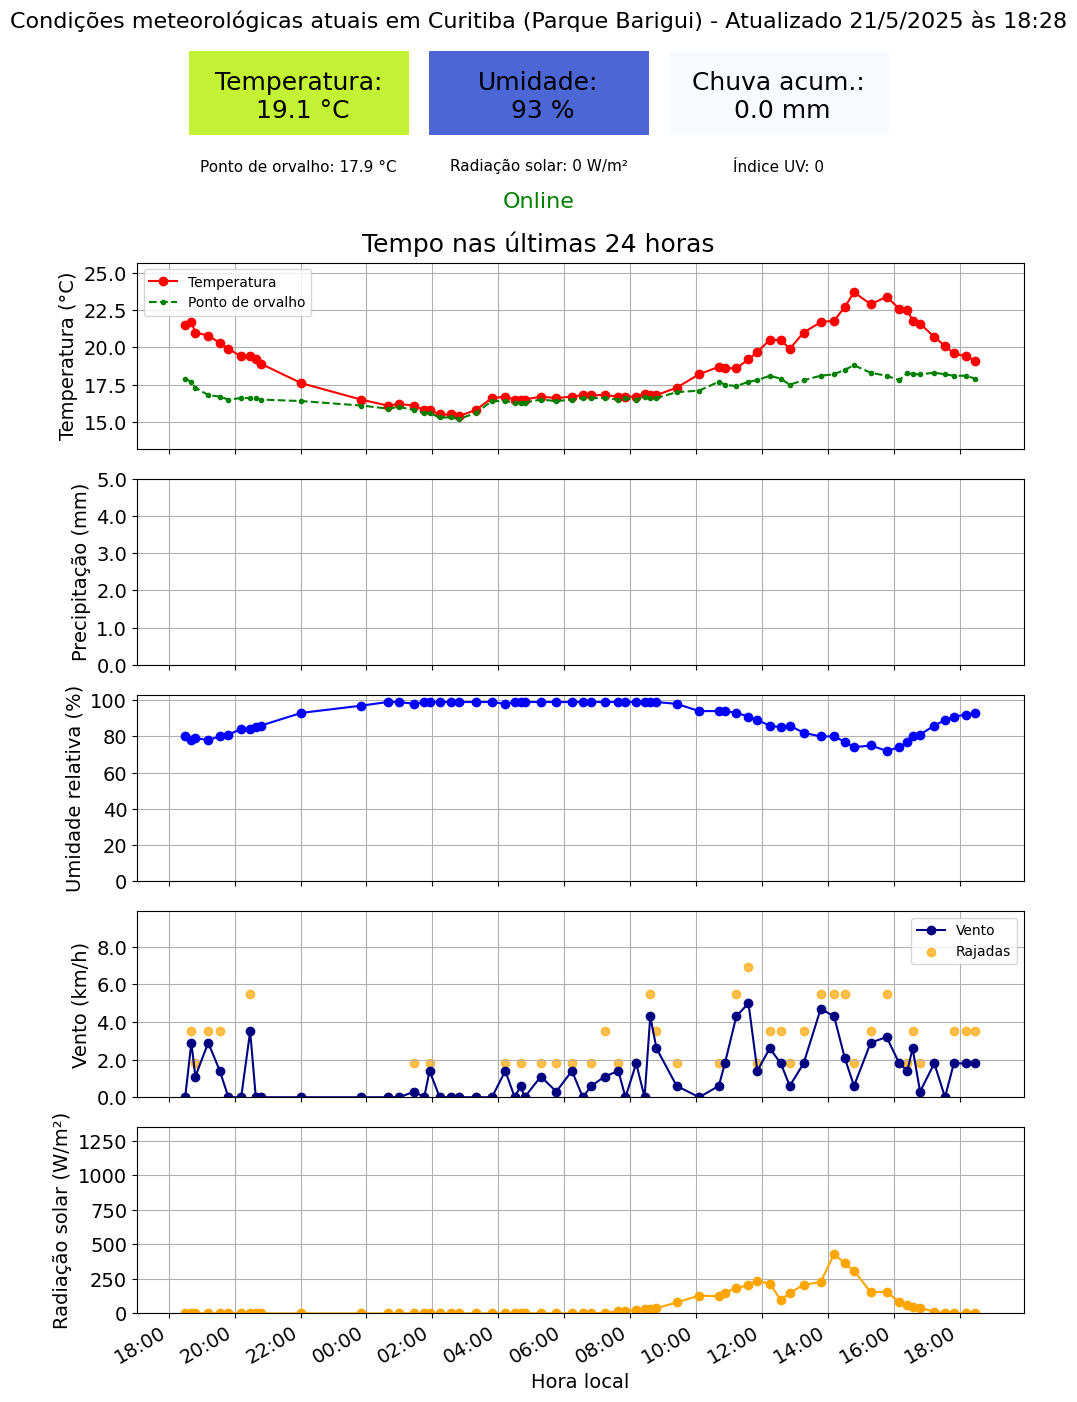 Condições meteorológicas atuais em Curitiba (Parque Barigui) - Atualizado 21/5/2025 às 18:28
Temperatura:
19.1 °C
Umidade:
93 %
Chuva acum.:
0.0 mm
Ponto de orvalho: 17.9 °C
Radiação solar: 0 W/m²
Índice UV: 0
Online
Tempo nas últimas 24 horas
Temperatura (°C)
25.0
22.5
20.0
17.5
15.0
Temperatura
Ponto de orvalho
Precipitação (mm)
5.0
4.0
3.0
2.0
1.0
0.0
Umidade relativa (%)
100
80
60
40
20
0
Vento (km/h)
8.0
6.0
4.0
2.0
0.0
Vento
Rajadas
Radiação solar (W/m²)
1250
1000
750
500
250
0
18:00
20:00
22:00
00:00
02:00
04:00
06:00
08:00
10:00
12:00
14:00
16:00
18:00
Hora local